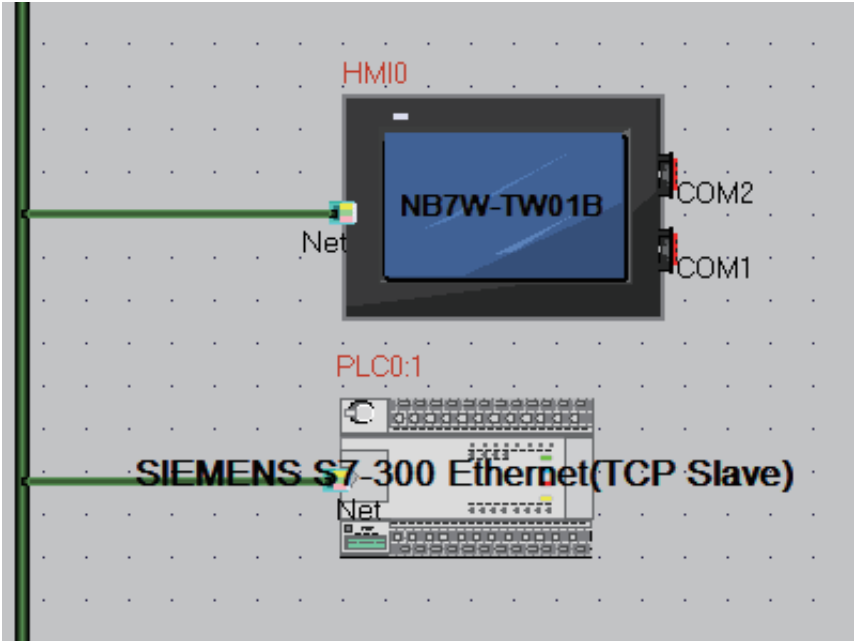 HMI0
NB7W-TW01B
COM2
Net
COM1
PLC0:1
SIEMENS S7-300 Ethernet(TCP Slave)
Net